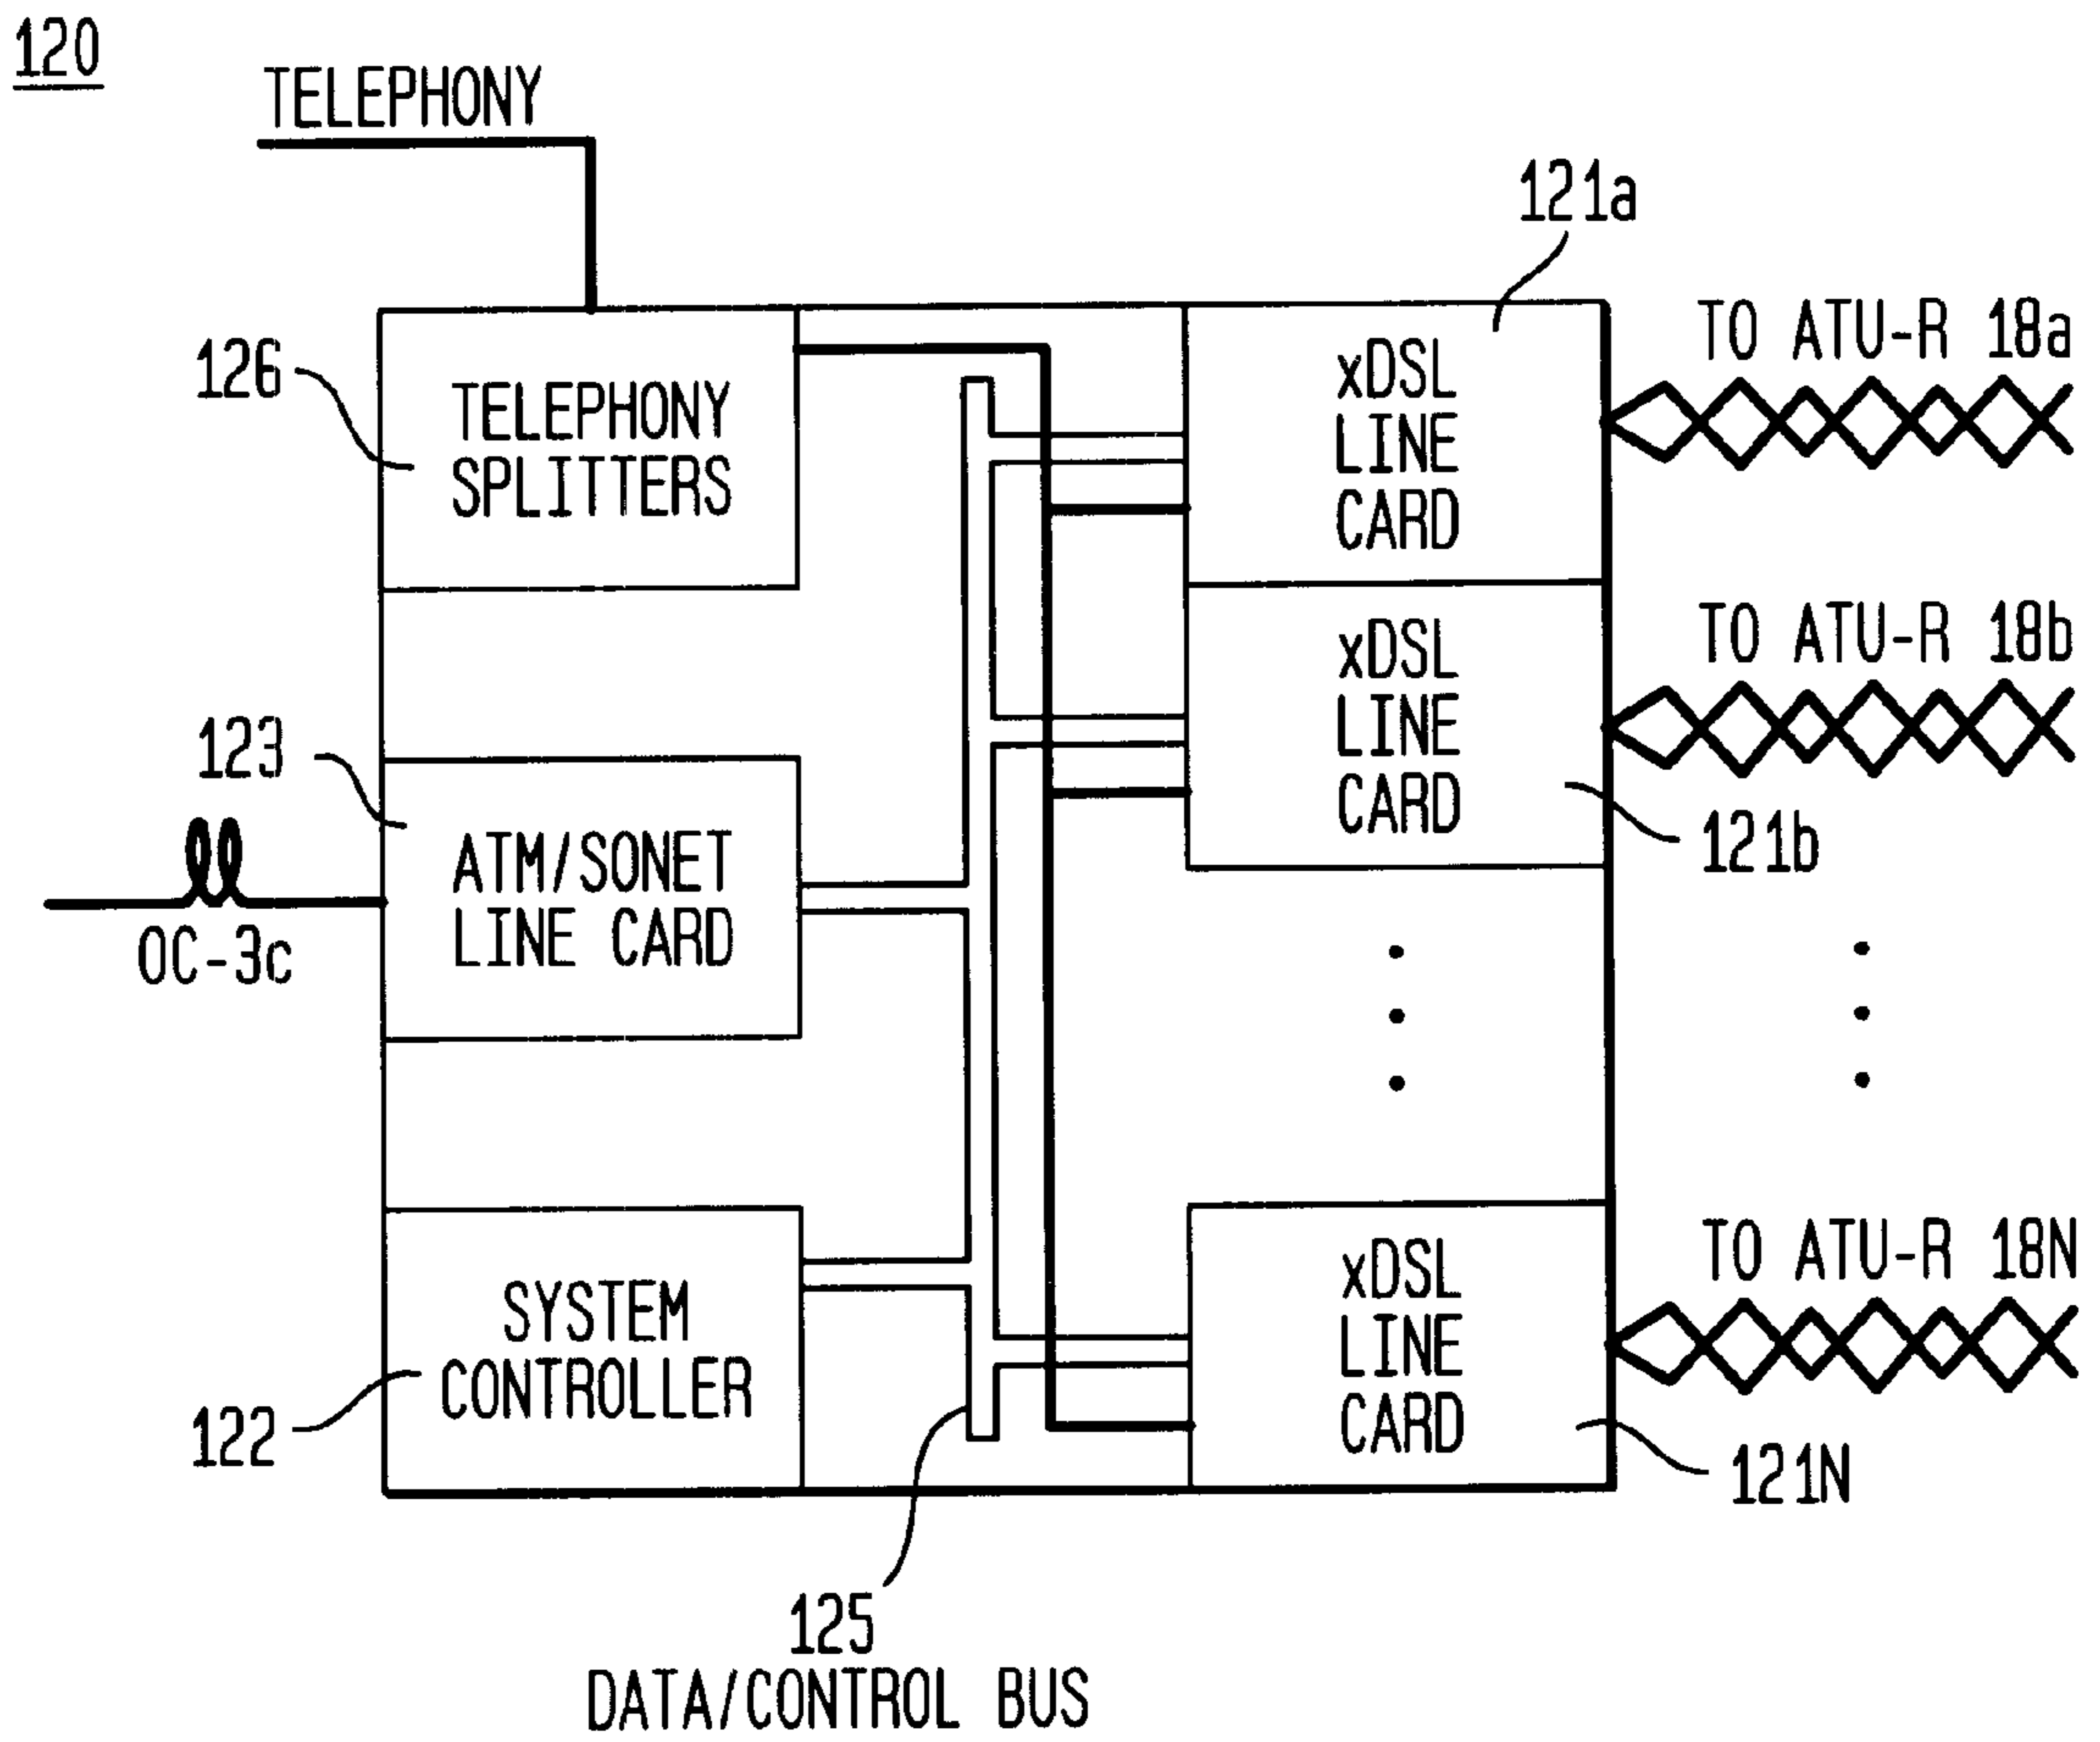 120
TELEPHONY
121a
TO ATU-R 18a
126
TELEPHONY
SPLITTERS
xDSL
LINE
CARD
TO ATU-R 18b
xDSL
LINE
CARD
121b
123
ATM/SONET
LINE CARD
OC-3c
TO ATU-R 18N
xDSL
LINE
CARD
121N
SYSTEM
CONTROLLER
122
125
DATA/CONTROL BUS